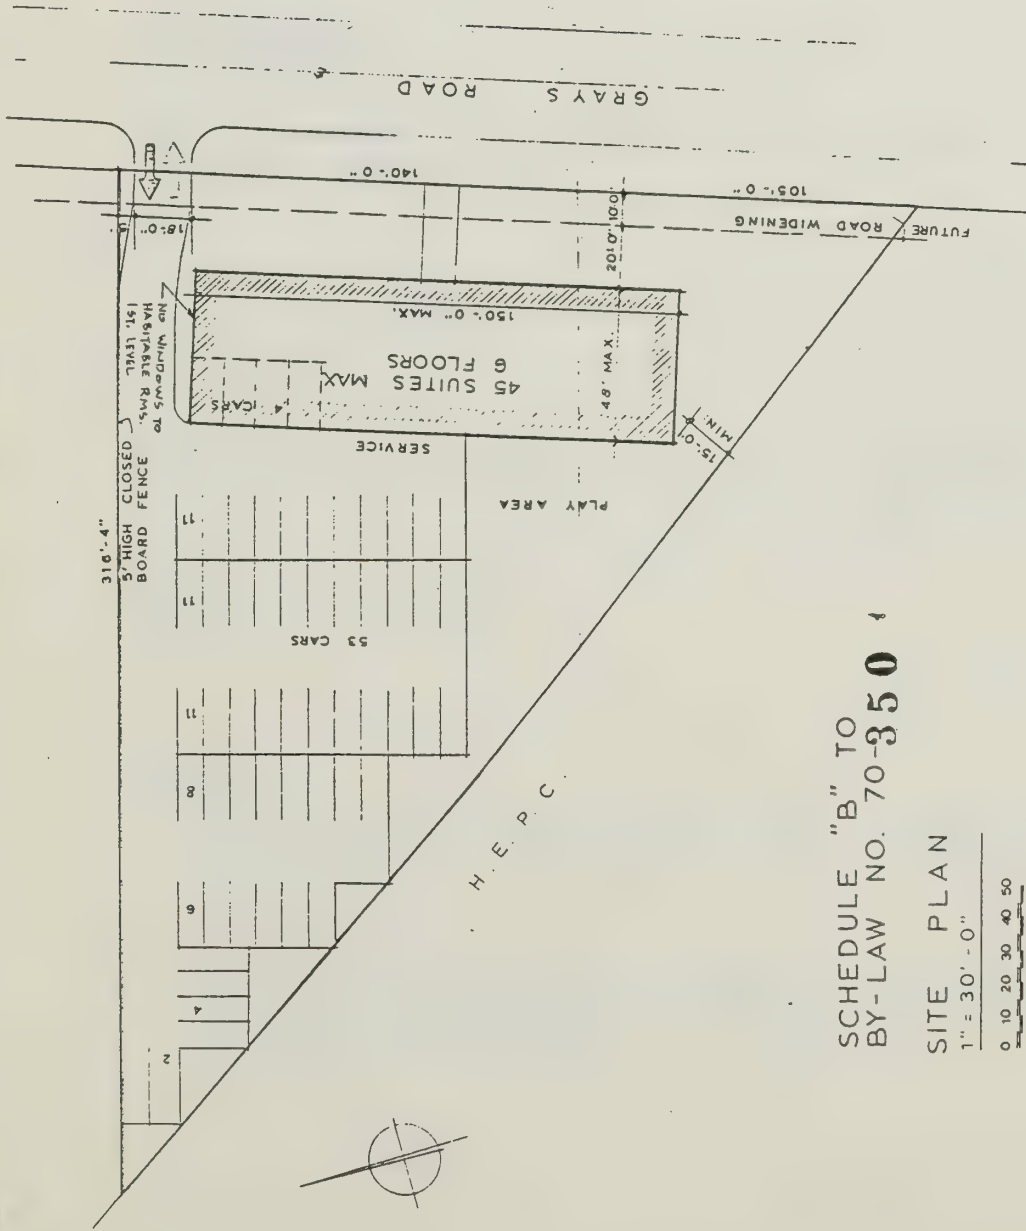 GRAYS ROAD
140'-0"
105'-0"
FUTURE ROAD WIDENING
18'-0"
20'0" 10'0"
NO WINDOWS TO
HABITABLE RMS.
1ST. LEVEL
150'-0" MAX.
45 SUITES MAX
6 FLOORS
48' MAX.
4 CARS
SERVICE
PLAY AREA
15'-0"
MIN.
316'-4"
5' HIGH CLOSED
BOARD FENCE
11
11
53 CARS
11
8
6
4
2
H. E. P. C.
SCHEDULE "B" TO
BY-LAW NO. 70-350
SITE PLAN
1" = 30'-0"
0 10 20 30 40 50